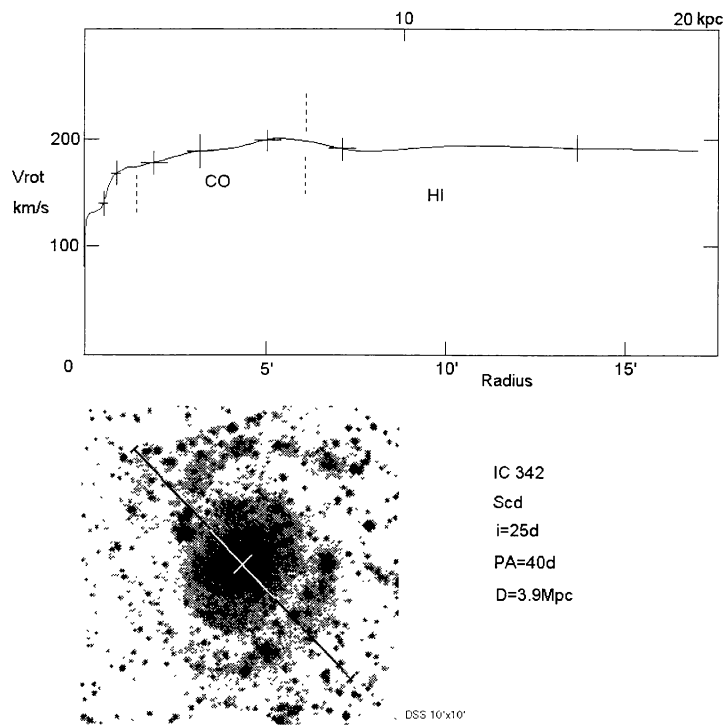 10
20 kpc
200
Vrot
km/s
CO
Hi
100
0
5'
10'
15'
Radius
IC 342
Scd
i=25d
PA=40d
D=3.9Mpc
DSS 10'x10'